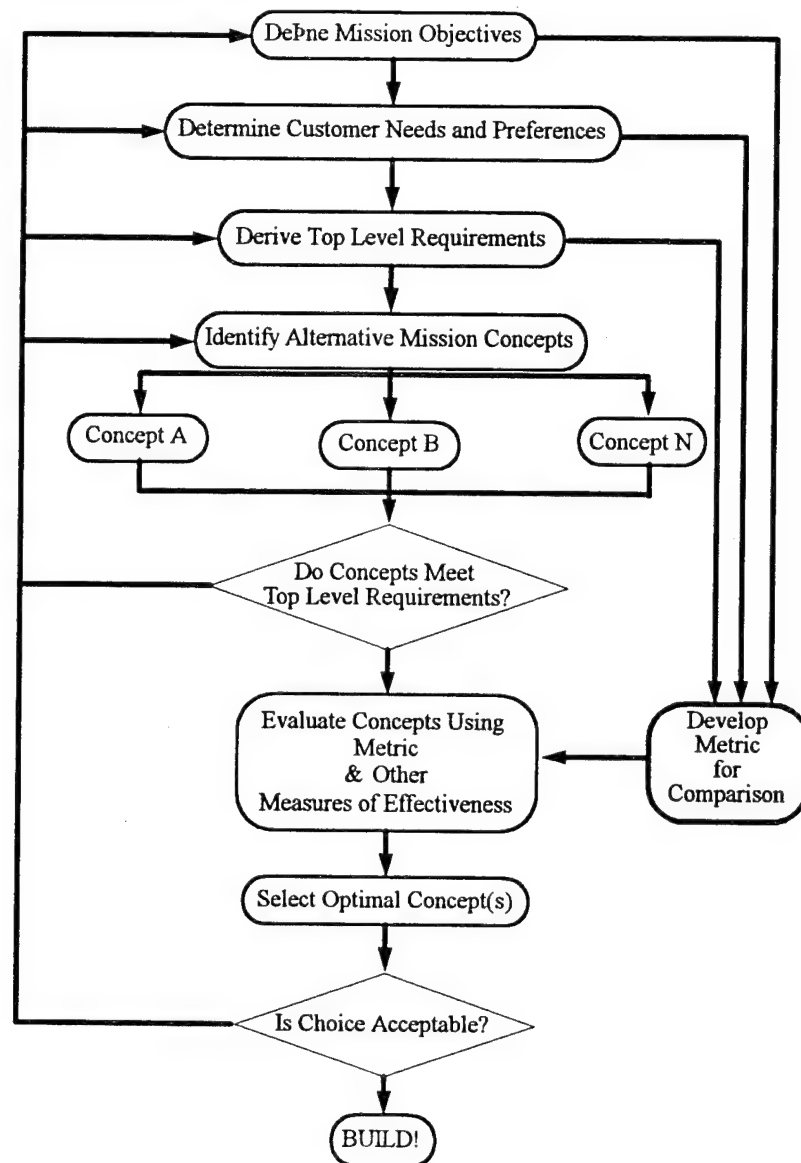 DeÞne Mission Objectives
Determine Customer Needs and Preferences
Derive Top Level Requirements
Identify Alternative Mission Concepts
Concept A
Concept B
Concept N
Do Concepts Meet
Top Level Requirements?
Evaluate Concepts Using
Metric
& Other
Measures of Effectiveness
Develop
Metric
for
Comparison
Select Optimal Concept(s)
Is Choice Acceptable?
BUILD!